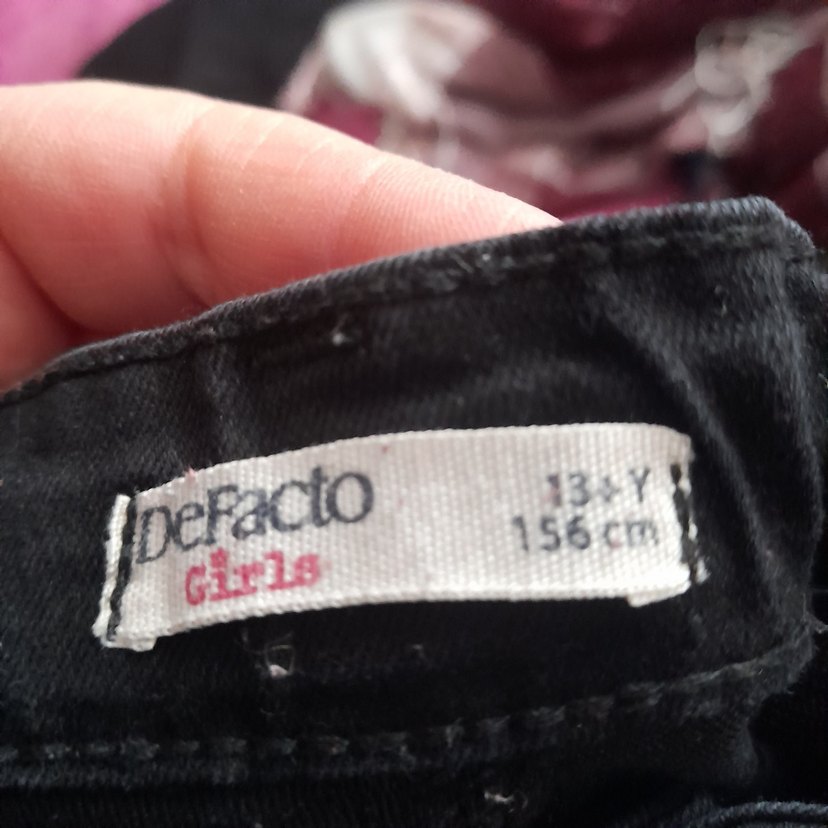 DeFacto
Girls
13+ Y
156 cm